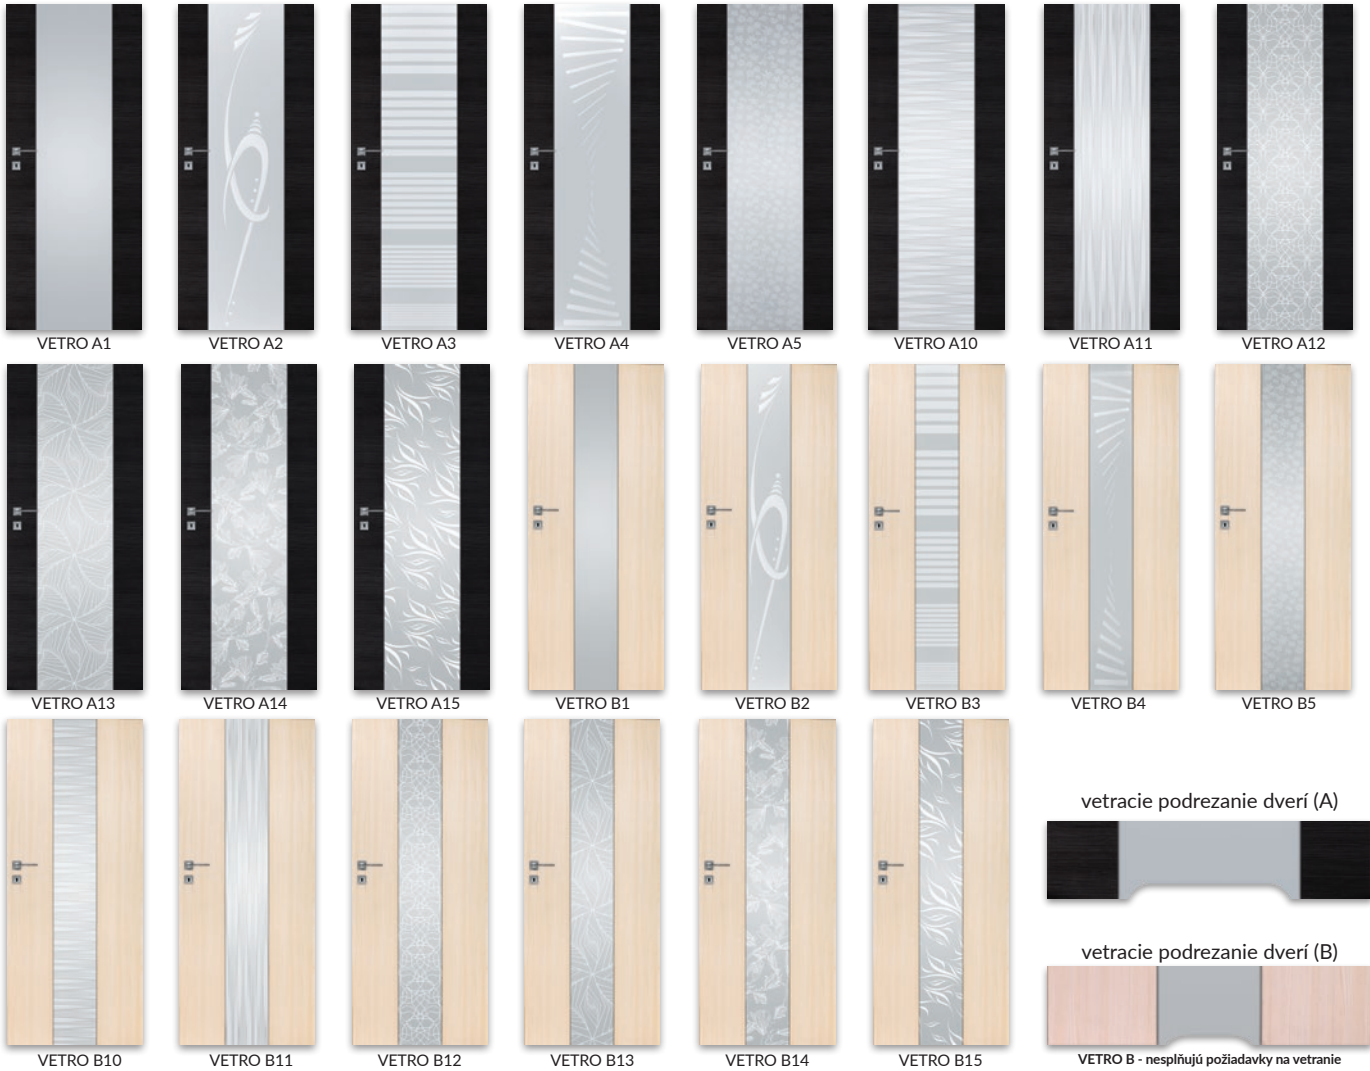 VETRO A1
VETRO A2
VETRO A3
VETRO A4
VETRO A5
VETRO A10
VETRO A11
VETRO A12
VETRO A13
VETRO A14
VETRO A15
VETRO B1
VETRO B2
VETRO B3
VETRO B4
VETRO B5
VETRO B10
VETRO B11
VETRO B12
VETRO B13
VETRO B14
VETRO B15
vetracie podrezanie dverí (A)
vetracie podrezanie dverí (B)
VETRO B - nesplňujú požiadavky na vetranie